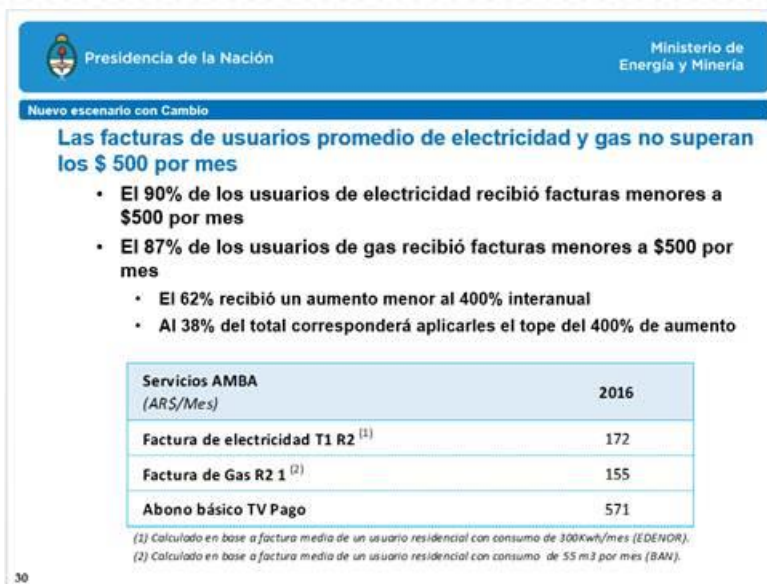 Presidencia de la Nación
Ministerio de
Energía y Minería
Nuevo escenario con Cambio
Las facturas de usuarios promedio de electricidad y gas no superan
los $ 500 por mes
• El 90% de los usuarios de electricidad recibió facturas menores a
$500 por mes
• El 87% de los usuarios de gas recibió facturas menores a $500 por
mes
• El 62% recibió un aumento menor al 400% interanual
• Al 38% del total corresponderá aplicarles el tope del 400% de aumento
Servicios AMBA
(AR$/Mes)
2016
Factura de electricidad T1 R2 (1) 172
Factura de Gas R2 1 (2) 155
Abono básico TV Pago 571
(1) Calculado en base a factura media de un usuario residencial con consumo de 300Kwh/mes (EDENOR).
(2) Calculado en base a factura media de un usuario residencial con consumo de 55 m3 por mes (BAN).
30